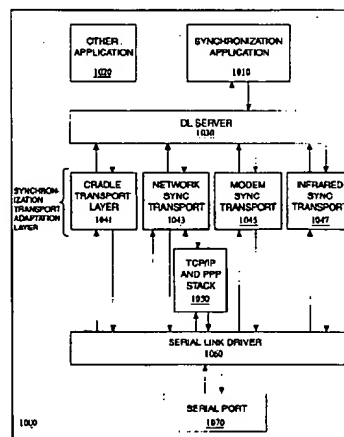 OTHER
APPLICATION
1020
SYNCHRONIZATION
APPLICATION
1010
DL SERVER
1030
SYNCHRON-
IZATION
TRANSPORT
ADAPTATION
LAYER
CRADLE
TRANSPORT
LAYER
1041
NETWORK
SYNC
TRANSPORT
1043
MODEM
SYNC
TRANSPORT
1045
INFRARED
SYNC
TRANSPORT
1047
TCP/IP
AND PPP
STACK
1050
SERIAL LINK DRIVER
1060
SERIAL PORT
1070
1000